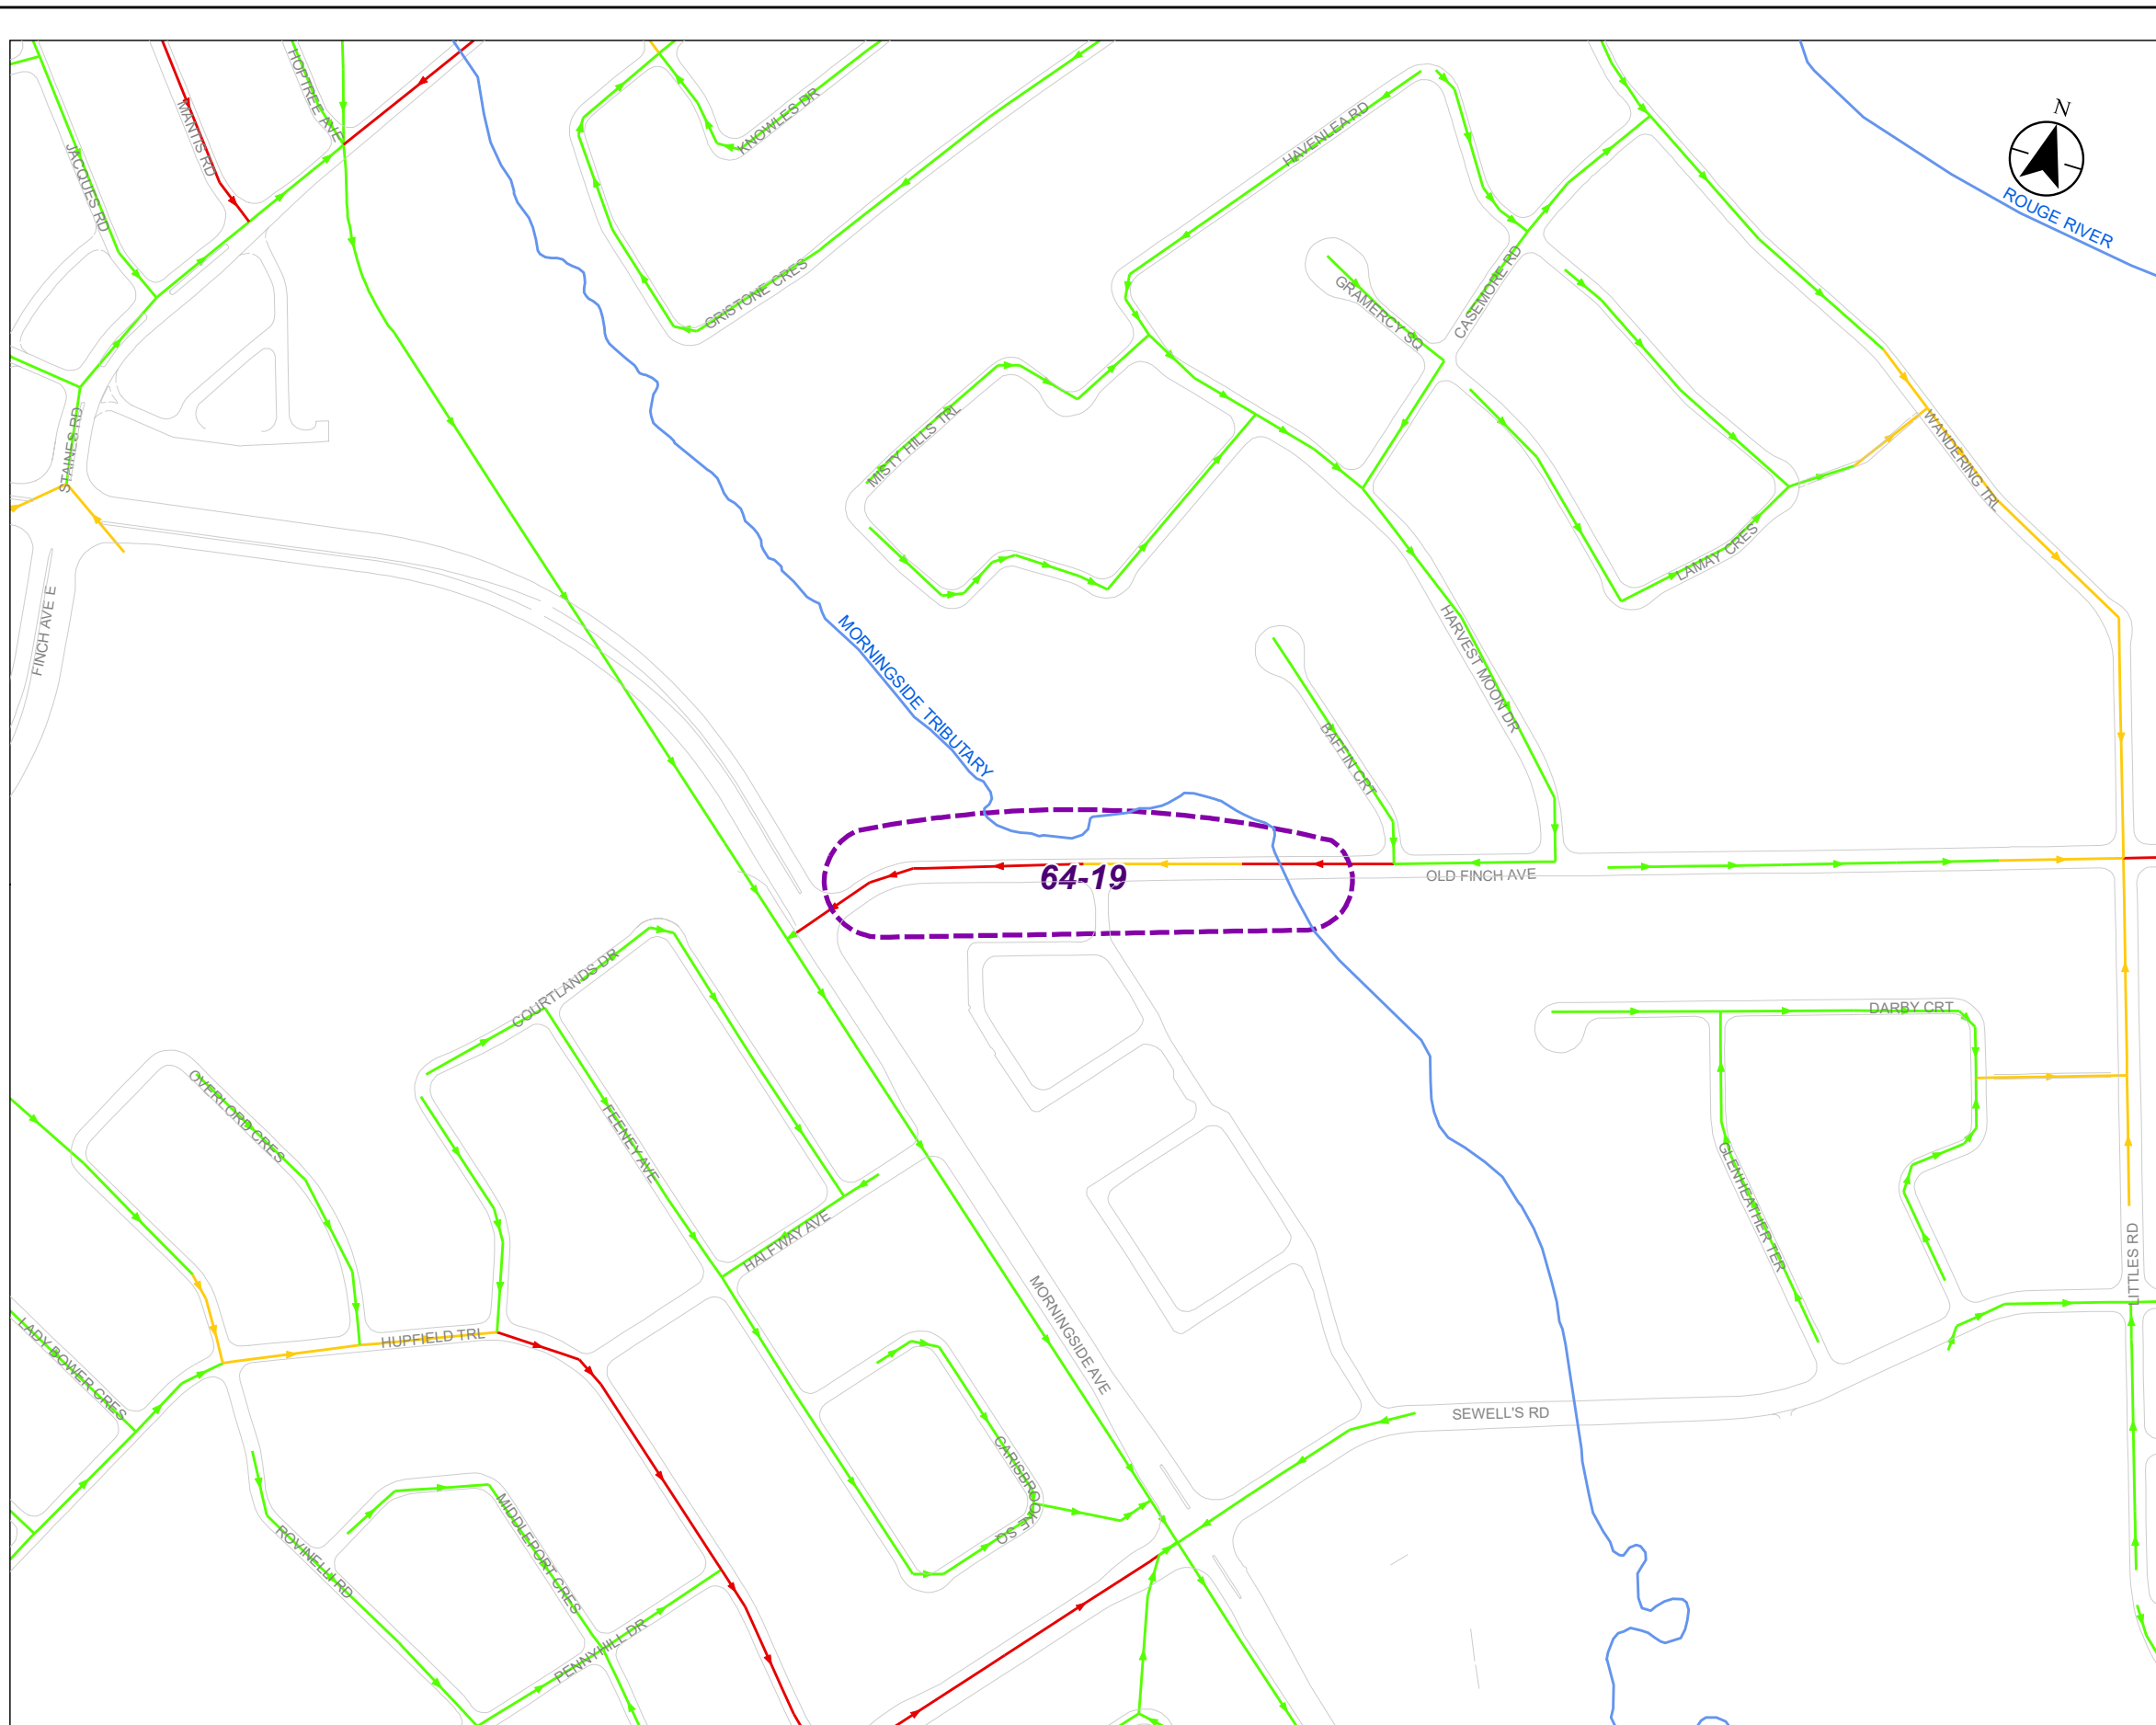 HOPTREE AVE
MANTIS RD
JACQUES RD
KNOWLES DR
HAVENLEA RD
N
ROUGE RIVER
GRISTONE CRES
GRAMERCY SQ
CASEMORE RD
STAINES RD
MISTY HILLS TRL
WANDERING TRL
LAMAY CRES
FINCH AVE E
MORNINGSIDE TRIBUTARY
HARVEST MOON DR
BAFFIN CRT
64-19
OLD FINCH AVE
COURTLANDS DR
DARBY CRT
OVERLORD CRES
FEENEY AVE
GLENHEATHER TER
HALFWAY AVE
LITTLES RD
MORNINGSIDE AVE
HUPFIELD TRL
LADY BOWER CRES
SEWELL'S RD
CARISBROOKE SQ
MIDDLEPORT CRES
ROVINELLI RD
PENNYHILL DR